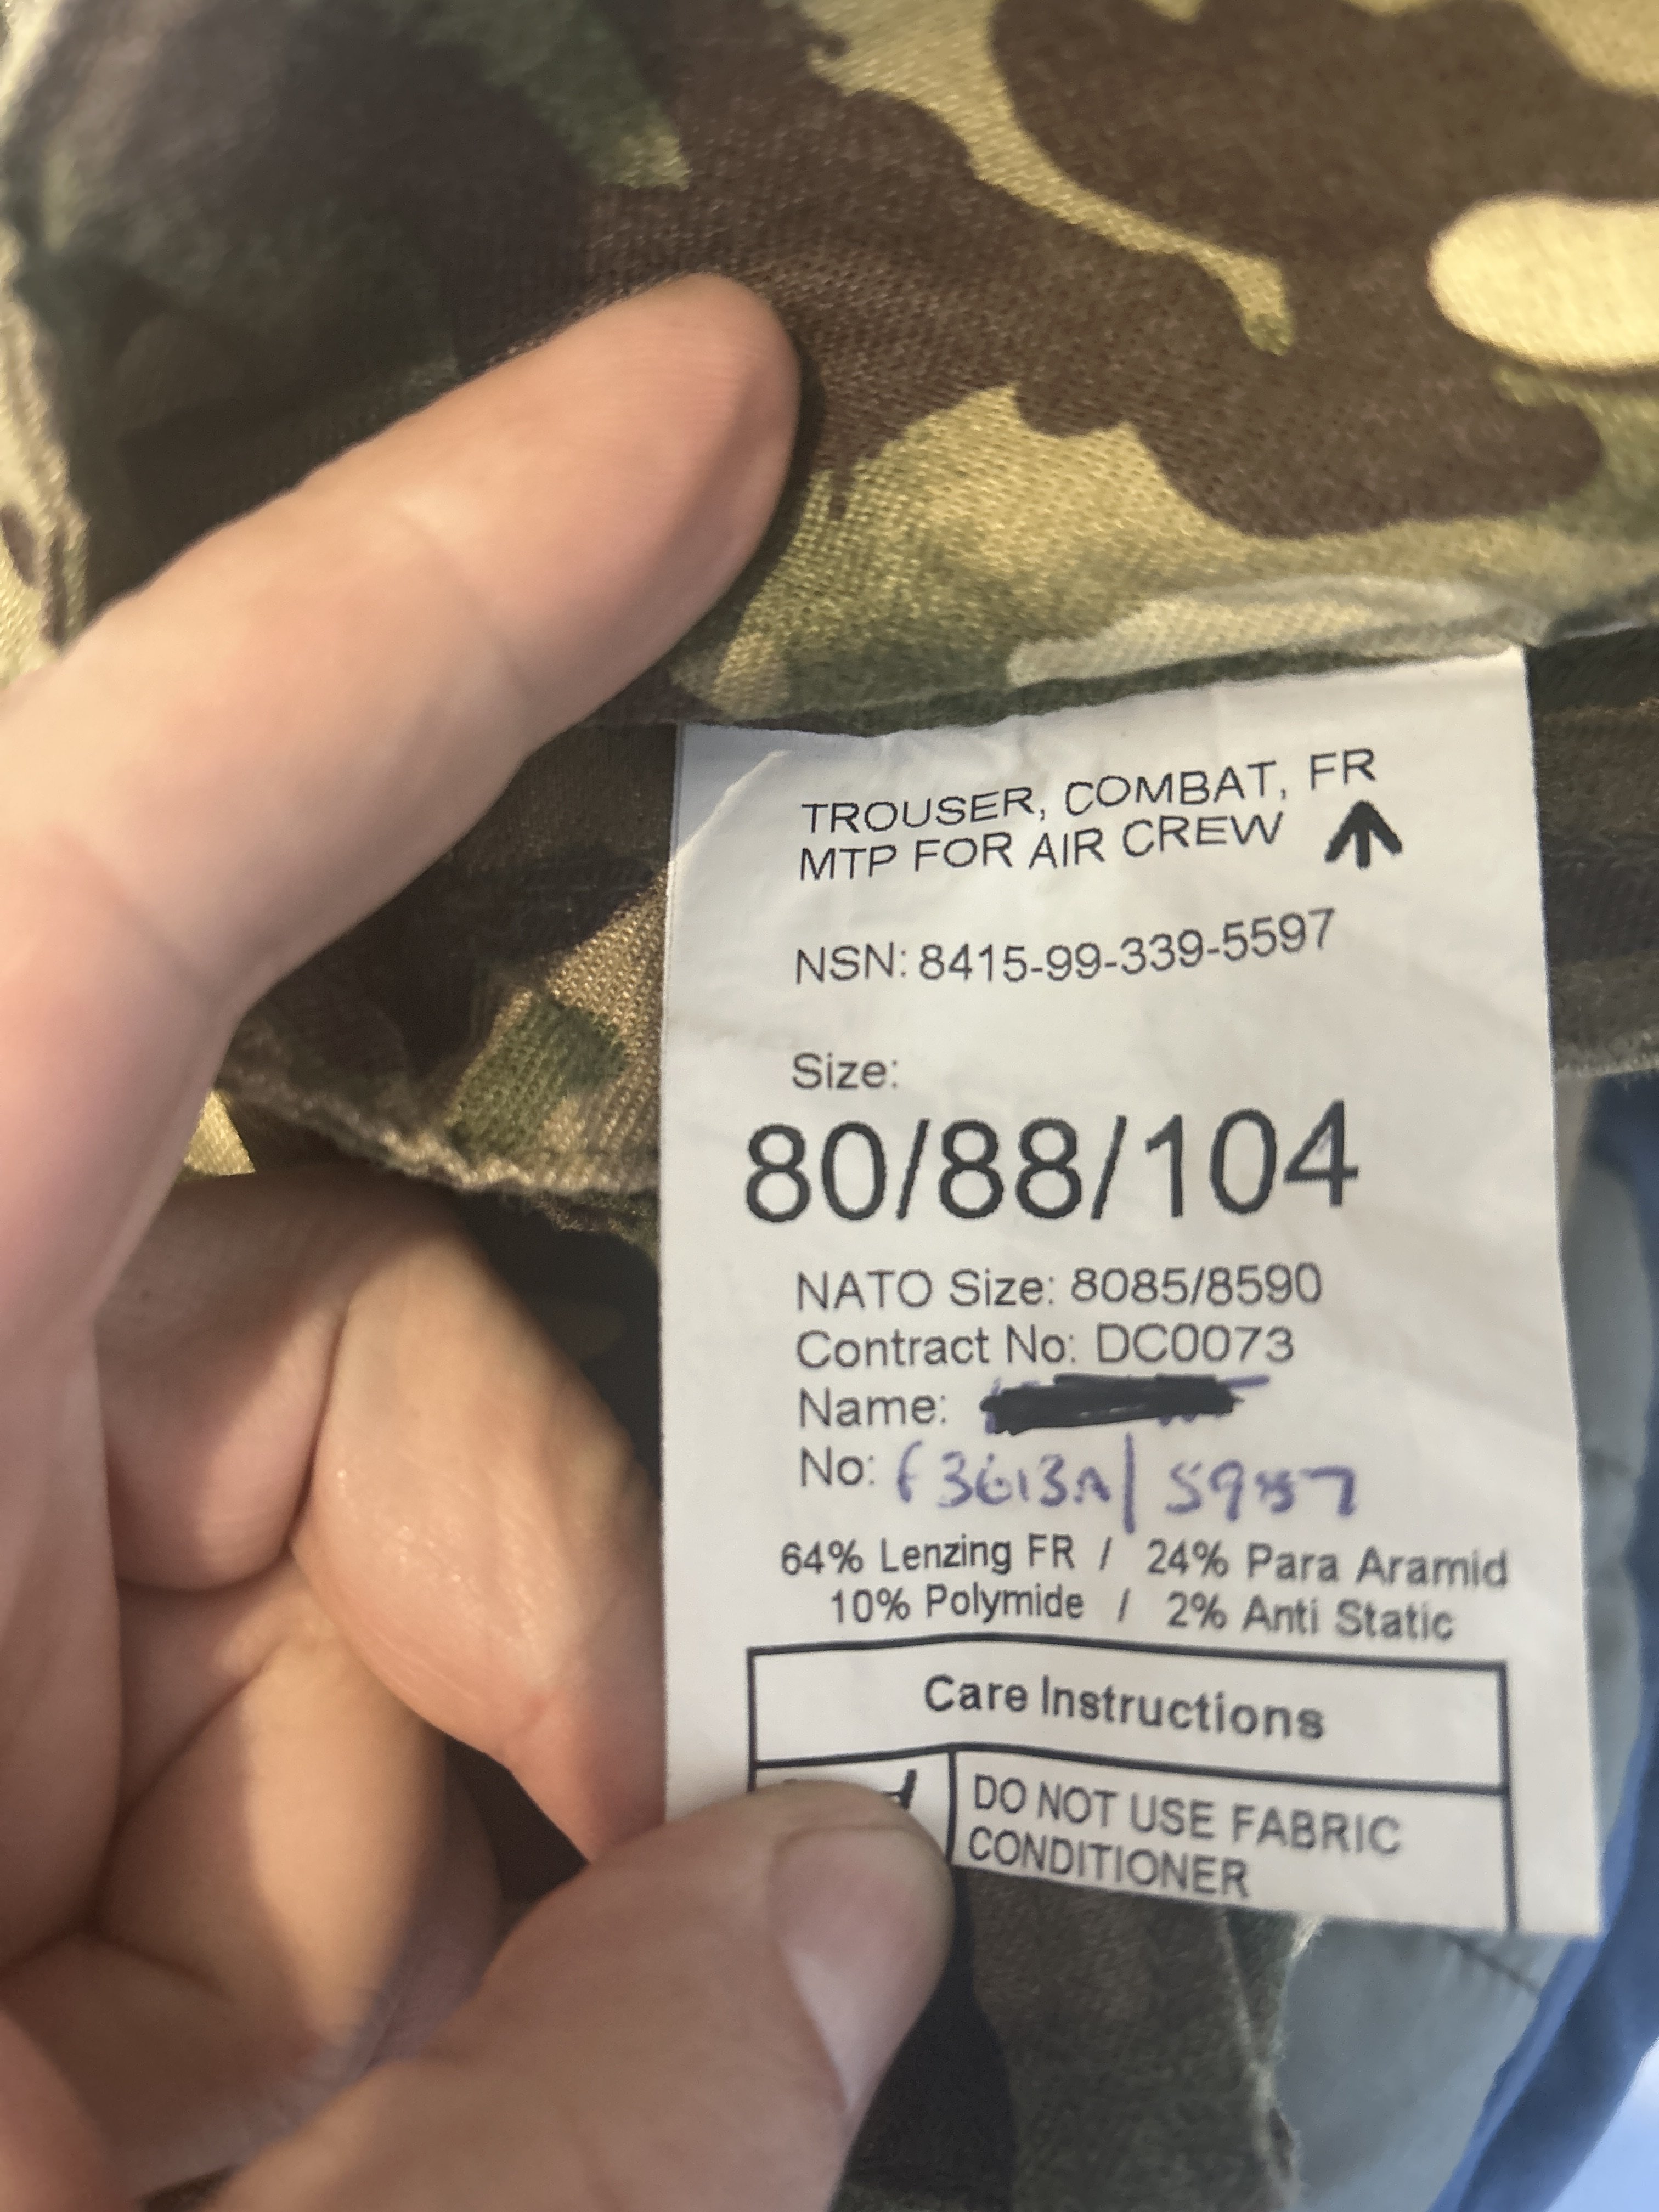 TROUSER, COMBAT, FR
MTP FOR AIR CREW
NSN: 8415-99-339-5597
Size:
80/88/104
NATO Size: 8085/8590
Contract No: DC0073
Name:
No:
64% Lenzing FR / 24% Para Aramid
10% Polymide / 2% Anti Static
Care Instructions
DO NOT USE FABRIC
CONDITIONER